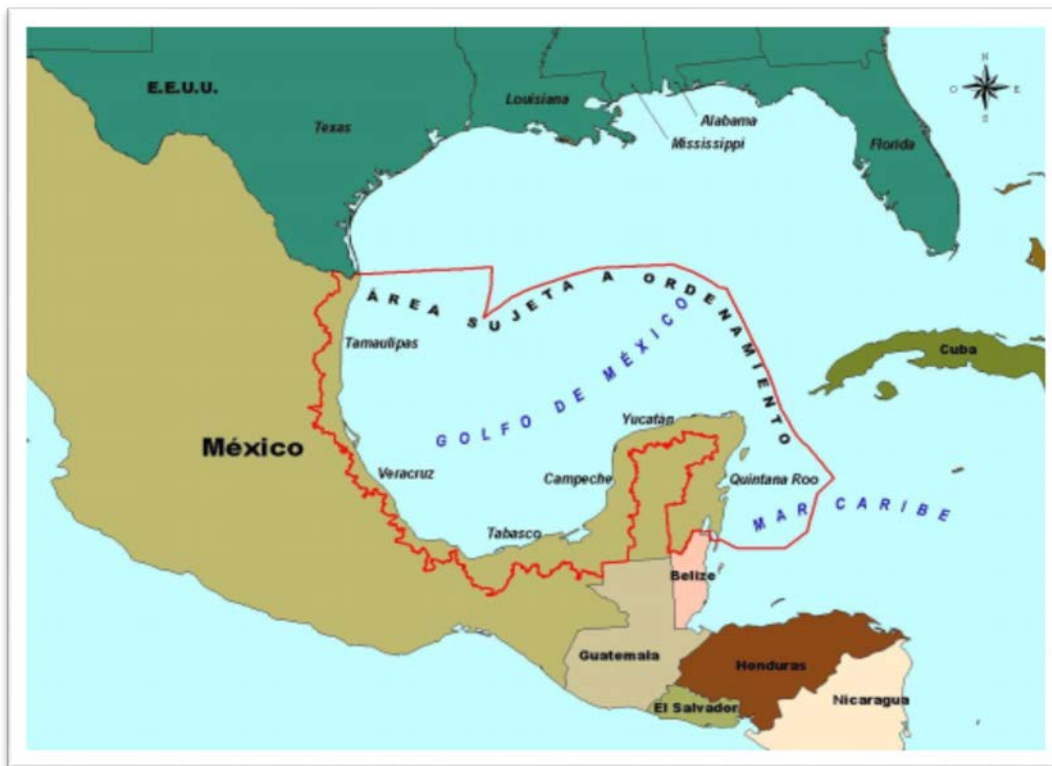 E.E.U.U.
Texas
Louisiana
Alabama
Mississippi
Florida
N
O
E
S
ÁREA SUJETA A ORDENAMIENTO
Tamaulipas
GOLFO DE MÉXICO
Cuba
México
Yucatán
Veracruz
Campeche
Quintana Roo
MAR CARIBE
Tabasco
Belize
Guatemala
Honduras
El Salvador
Nicaragua